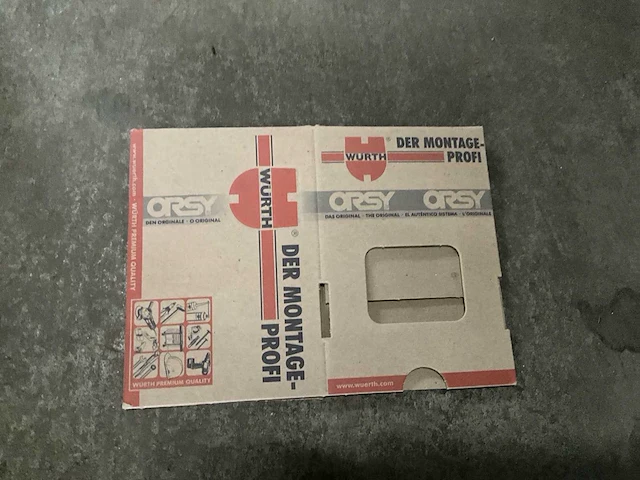 www.wuerth.com · WÜRTH PREMIUM QUALITY
ORSY
DEN ORIGINALE · O ORIGINAL
WÜRTH
®
DER MONTAGE-
PROFI
WÜRTH PREMIUM QUALITY
WÜRTH
®
DER MONTAGE-
PROFI
ORSY ORSY
DAS ORIGINAL · THE ORIGINAL · EL AUTÉNTICO SISTEMA · L'ORIGINALE
www.wuerth.com